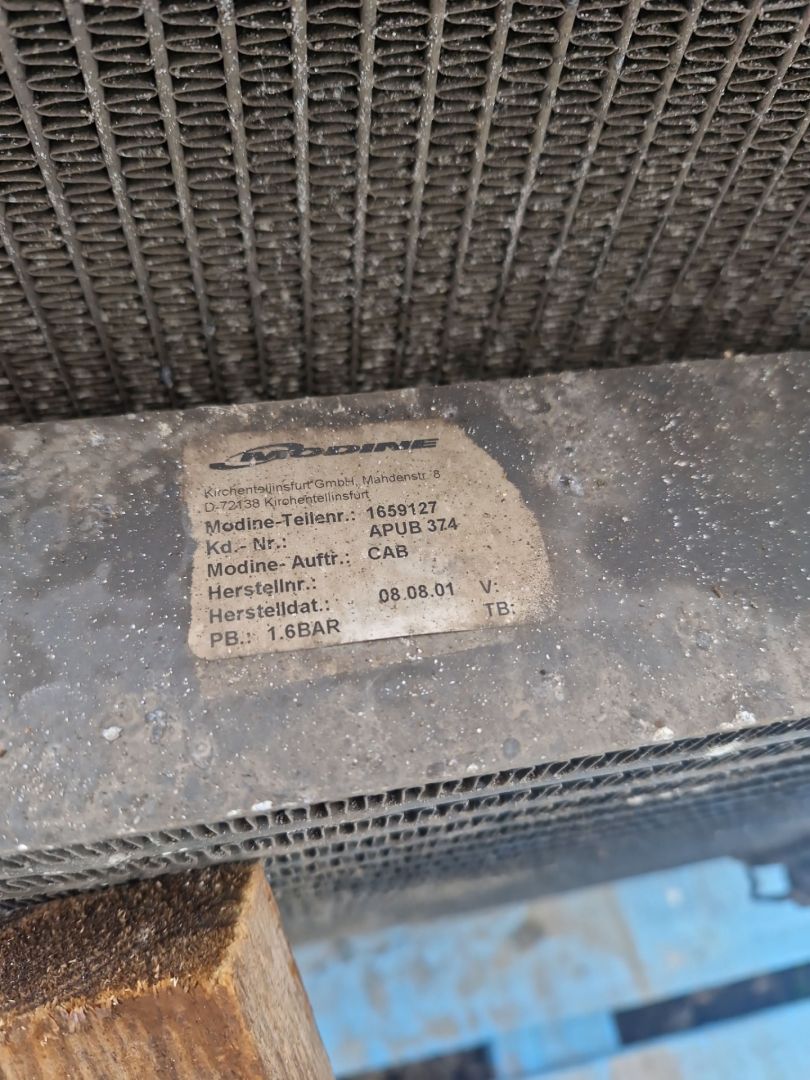 MODINE
Kirchentellinsfurt GmbH, Mahdenstr. 8
D-72138 Kirchentellinsfurt
Modine-Teilenr.: 1659127
Kd.- Nr.: APUB 374
Modine- Auftr.: CAB
Herstellnr.:
Herstelldat.: 08.08.01 V:
PB.: 1.6BAR TB: